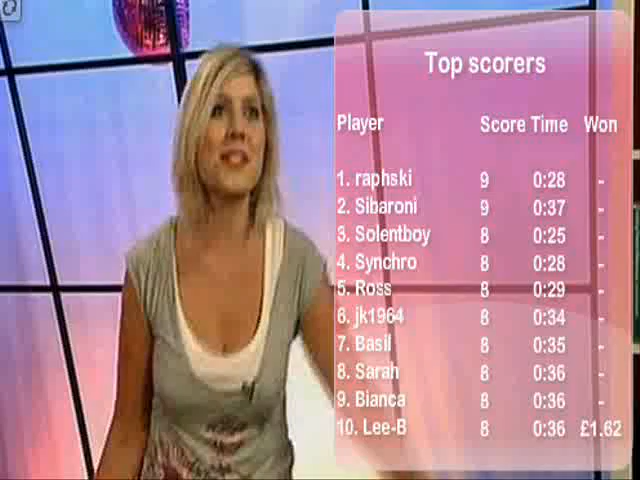 Top scorers
Player Score Time Won
1. raphski 9 0:28 -
2. Sibaroni 9 0:37 -
3. Solentboy 8 0:25 -
4. Synchro 8 0:28 -
5. Ross 8 0:29 -
6. jk1964 8 0:34 -
7. Basil 8 0:35 -
8. Sarah 8 0:36 -
9. Bianca 8 0:36 -
10. Lee-B 8 0:36 £1.62